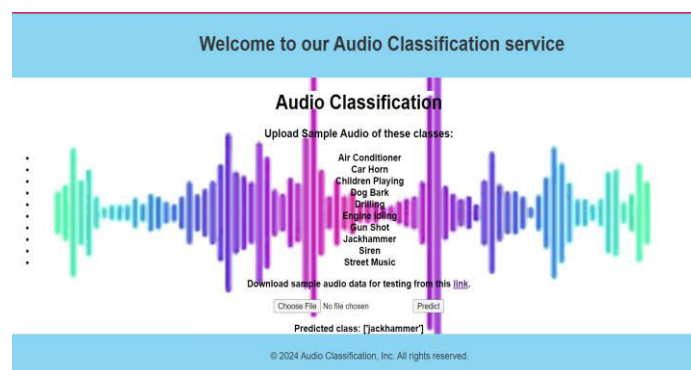 Welcome to our Audio Classification service
Audio Classification
Upload Sample Audio of these classes:
Air Conditioner
Car Horn
Children Playing
Dog Bark
Drilling
Engine Idling
Gun Shot
Jackhammer
Siren
Street Music
Download sample audio data for testing from this link.
Choose File No file chosen Predict
Predicted class: ['jackhammer']
© 2024 Audio Classification, Inc. All rights reserved.